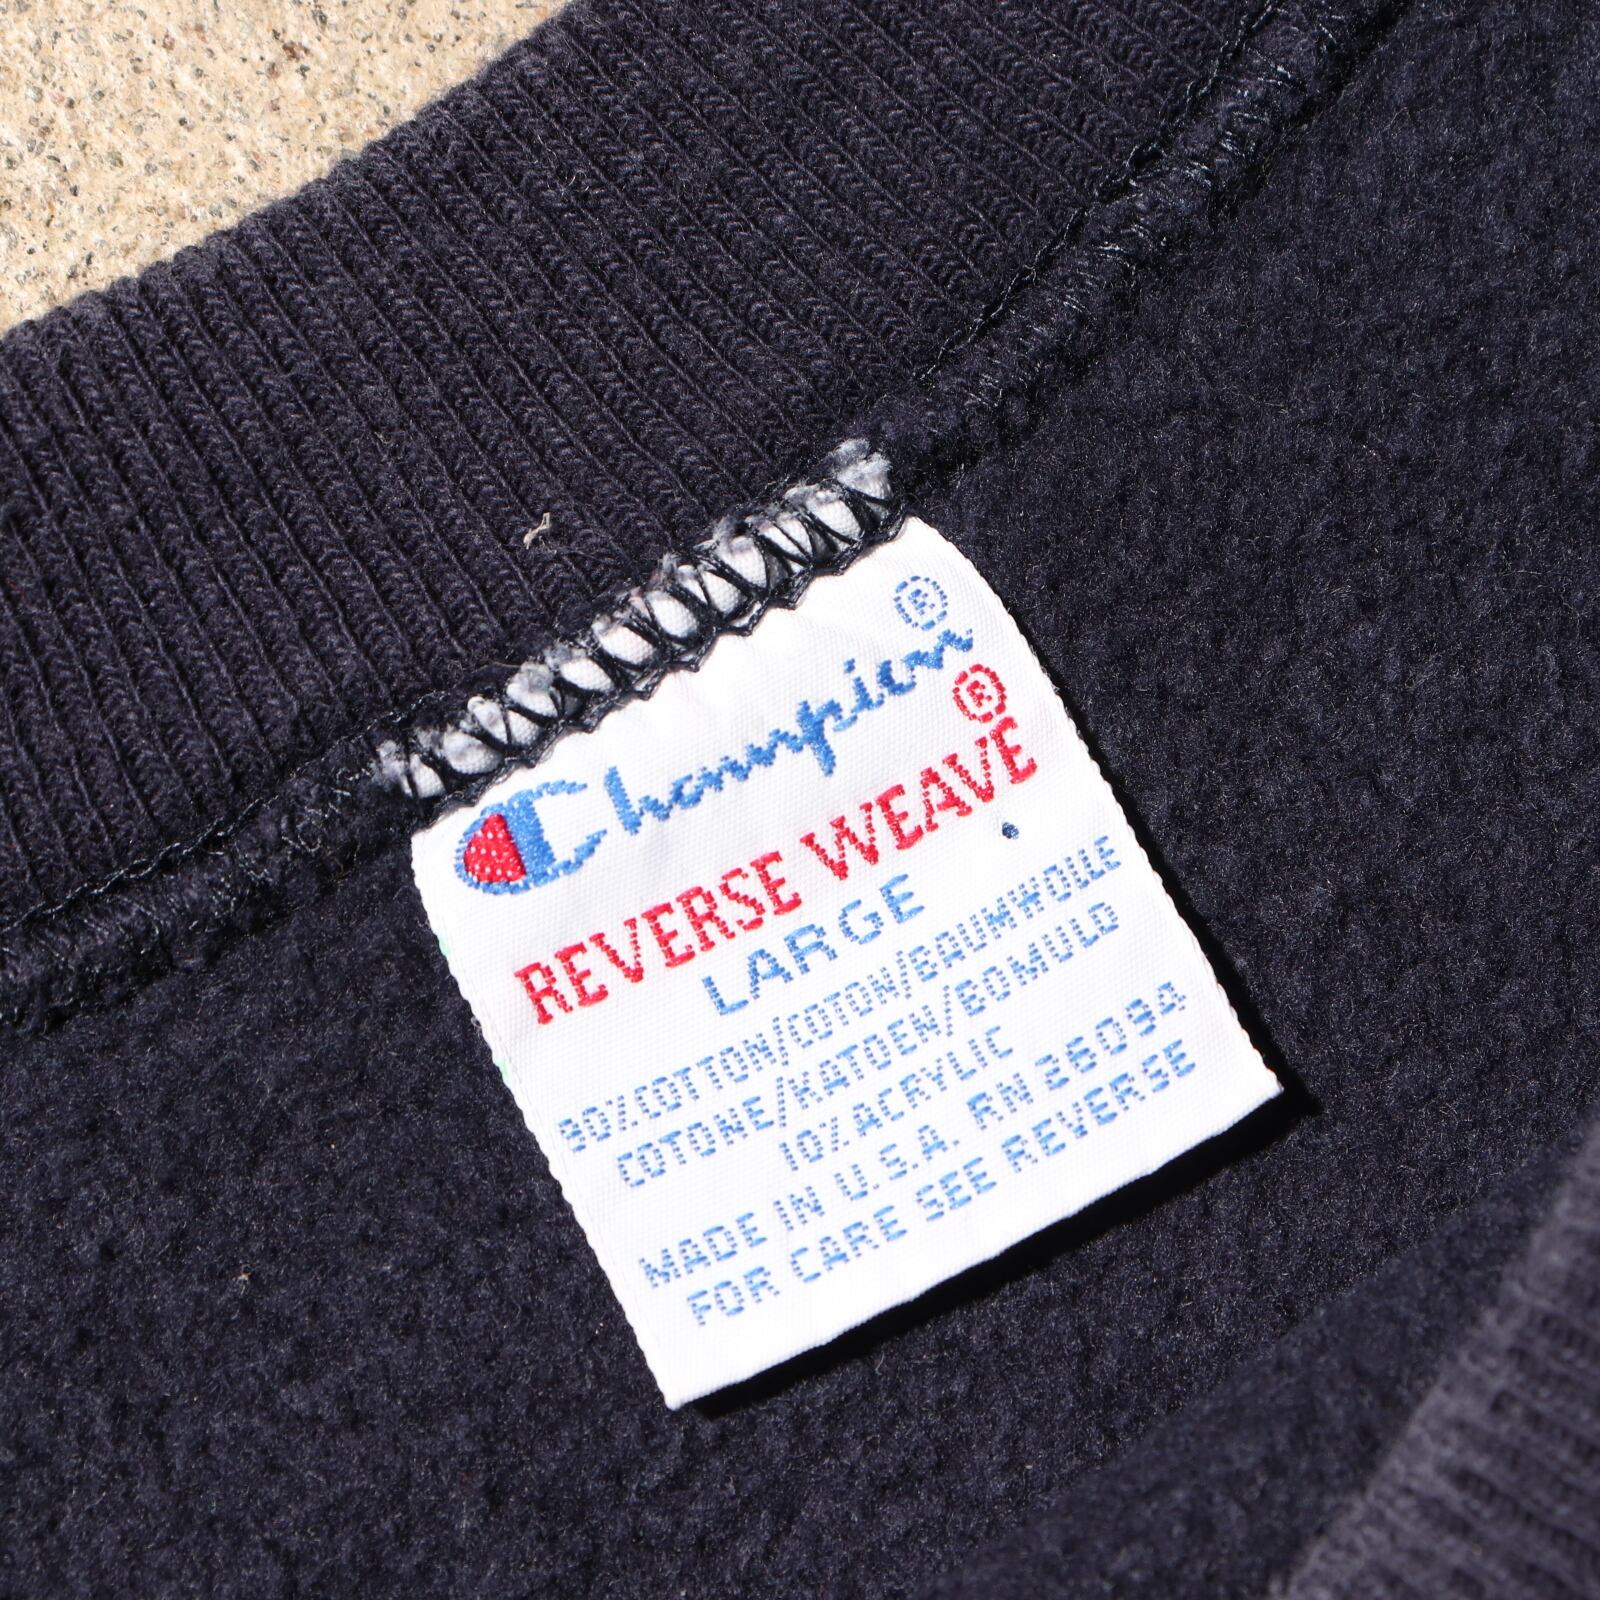 Champion®
REVERSE WEAVE®
LARGE
90% COTTON/COTON/BAUMWOLLE
COTONE/KATOEN/BOMULD
10% ACRYLIC
MADE IN U.S.A. RN 26094
FOR CARE SEE REVERSE